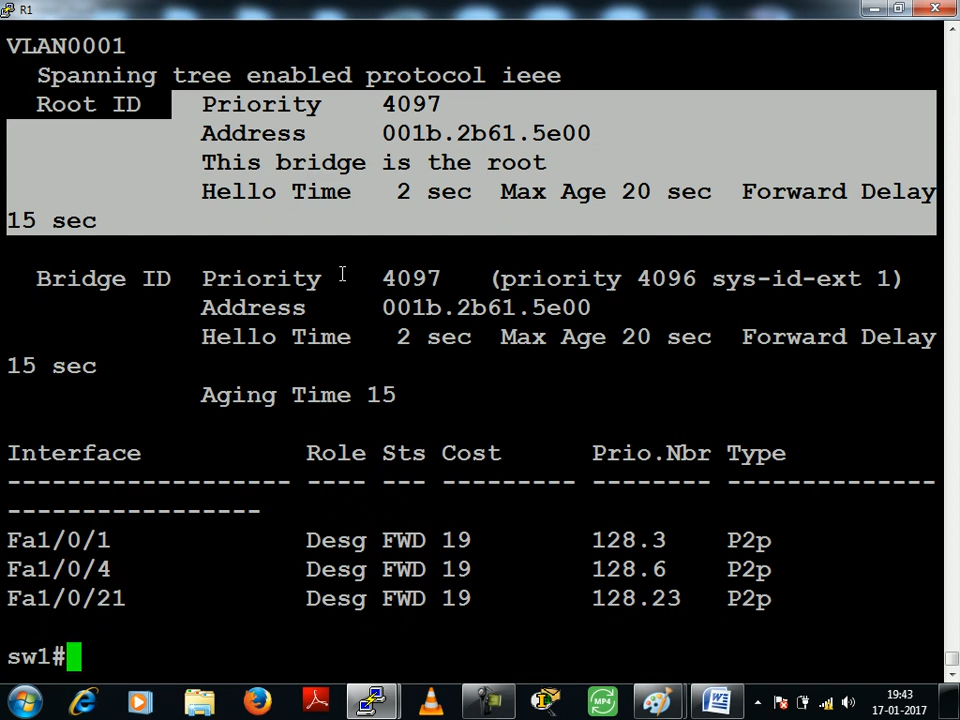 R1
VLAN0001
Spanning tree enabled protocol ieee
Root ID Priority 4097
Address 001b.2b61.5e00
This bridge is the root
Hello Time 2 sec Max Age 20 sec Forward Delay
15 sec
Bridge ID Priority 4097 (priority 4096 sys-id-ext 1)
Address 001b.2b61.5e00
Hello Time 2 sec Max Age 20 sec Forward Delay
15 sec
Aging Time 15
Interface Role Sts Cost Prio.Nbr Type
------------------- ---- --- --------- -------- --------------
-----------------
Fa1/0/1 Desg FWD 19 128.3 P2p
Fa1/0/4 Desg FWD 19 128.6 P2p
Fa1/0/21 Desg FWD 19 128.23 P2p
sw1#
MP4
19:43
17-01-2017